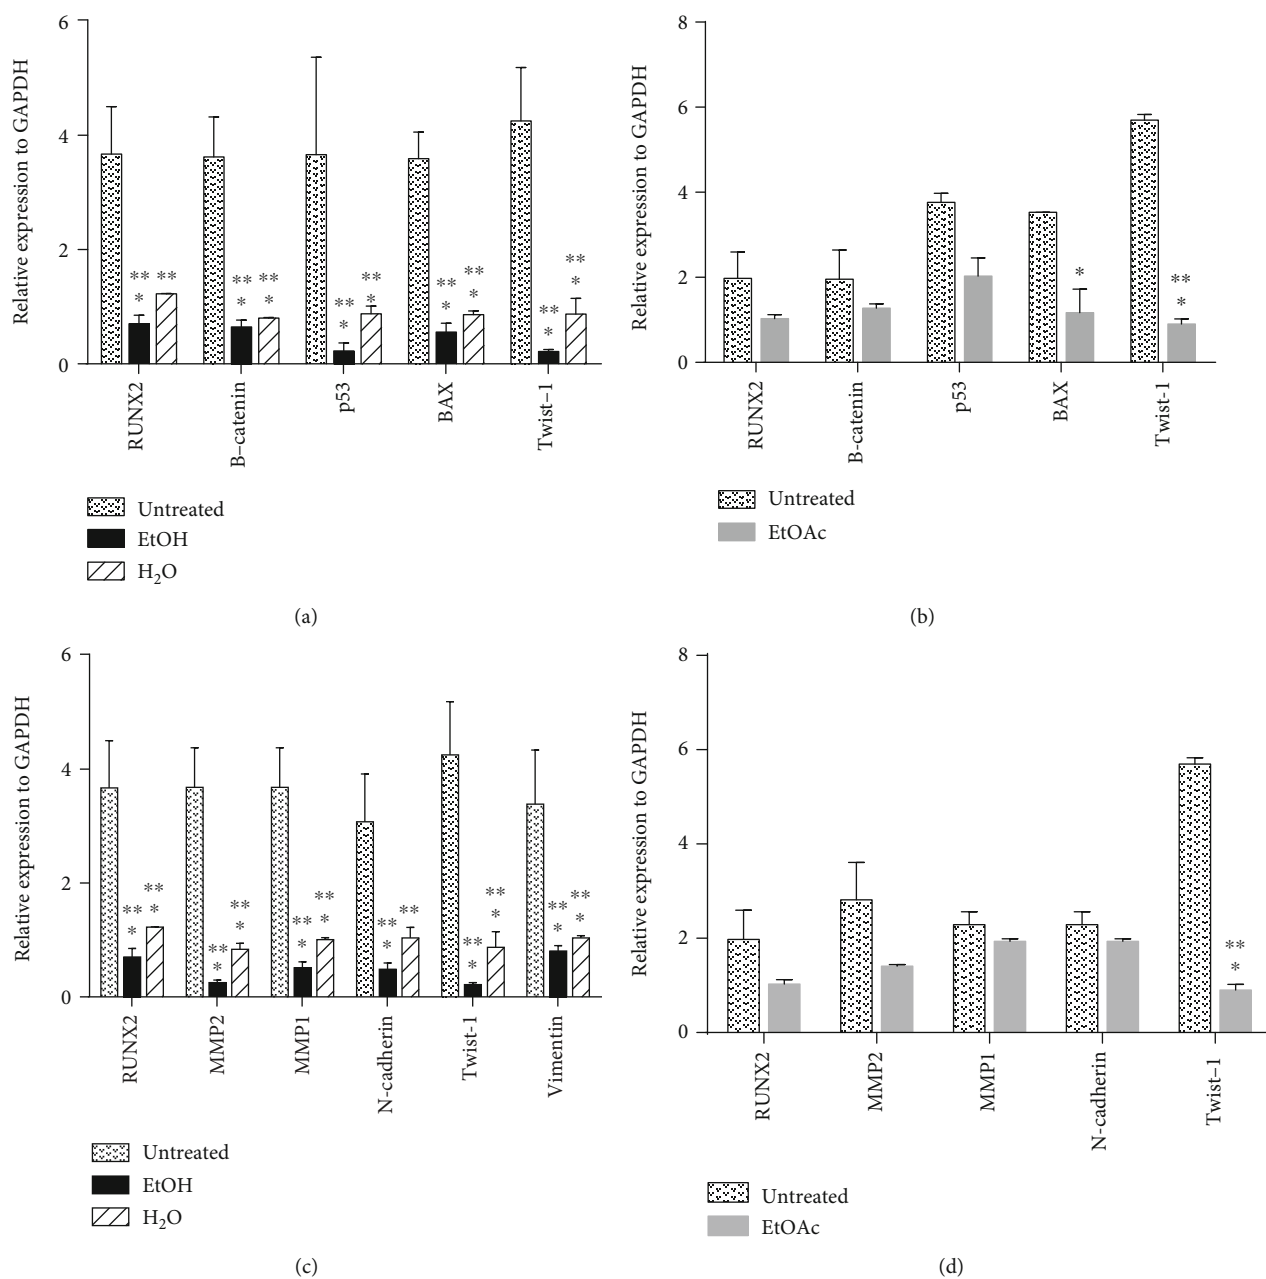 Relative expression to GAPDH
6
4
2
0
** *
**
** *
** *
** *
** *
** *
** *
** *
** *
RUNX2
B–catenin
p53
BAX
Twist–1
Untreated
EtOH
H₂O
(a)
Relative expression to GAPDH
8
6
4
2
0
*
** *
RUNX2
B-catenin
p53
BAX
Twist-1
Untreated
EtOAc
(b)
Relative expression to GAPDH
6
4
2
0
** *
** *
** *
** *
** *
** *
** *
**
** *
** *
** *
** *
RUNX2
MMP2
MMP1
N-cadherin
Twist-1
Vimentin
Untreated
EtOH
H₂O
(c)
Relative expression to GAPDH
8
6
4
2
0
** *
RUNX2
MMP2
MMP1
N-cadherin
Twist–1
Untreated
EtOAc
(d)